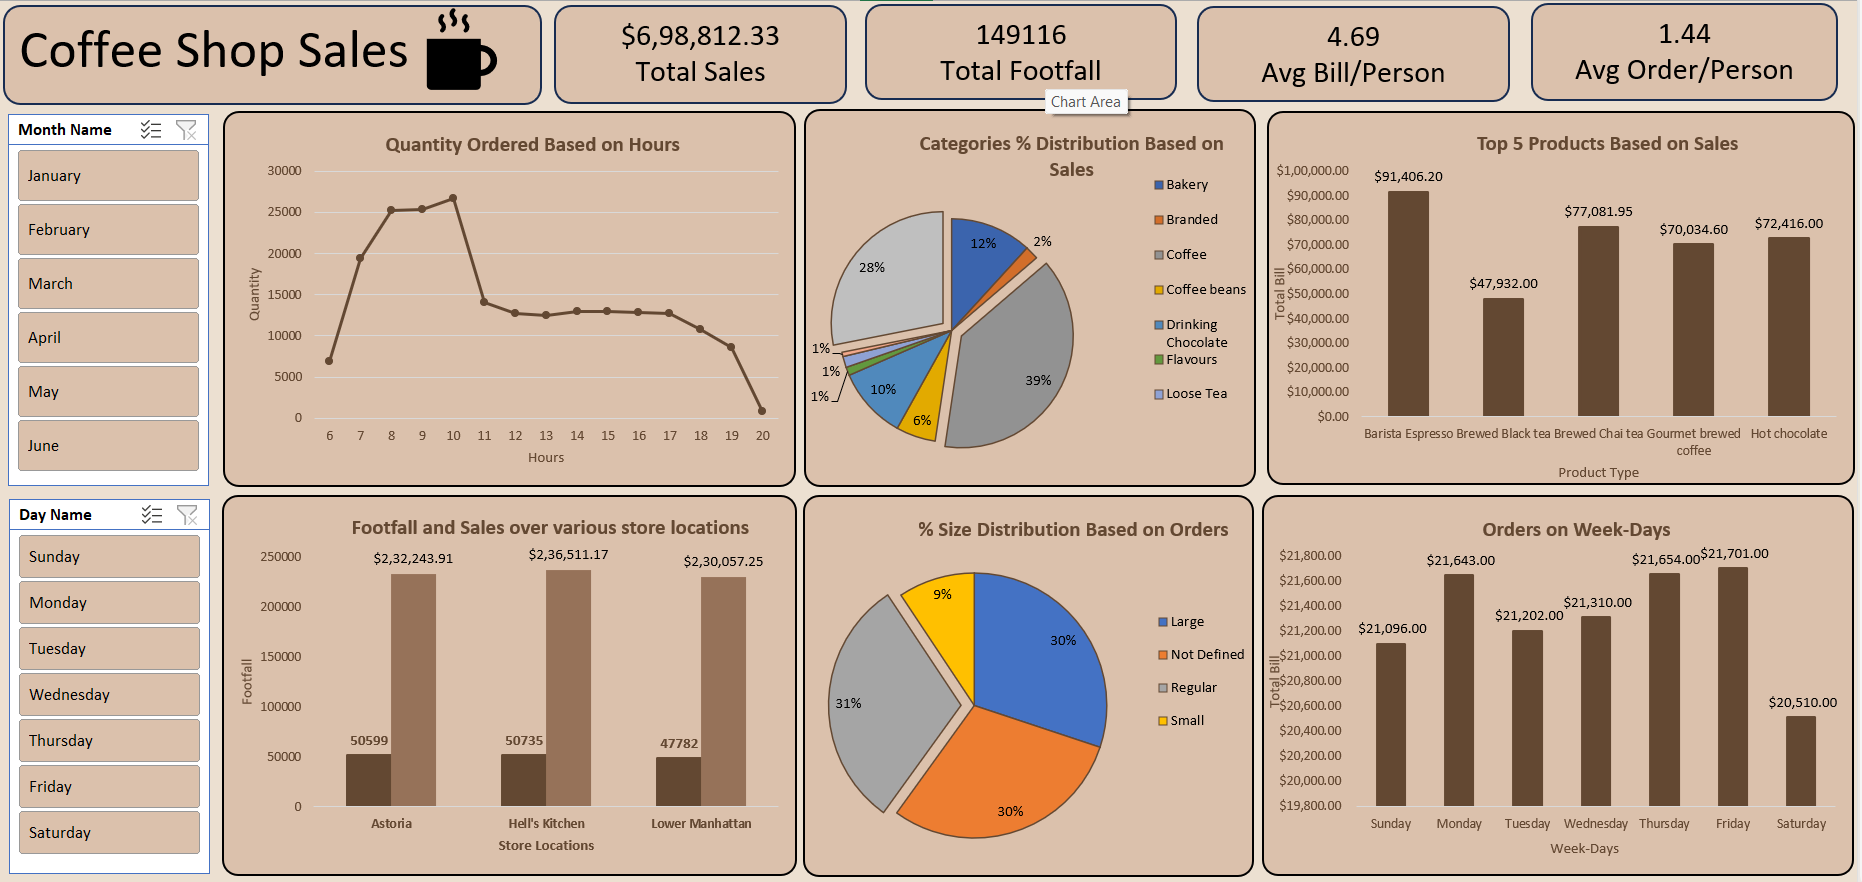 Coffee Shop Sales
$6,98,812.33
Total Sales
149116
Total Footfall
4.69
Avg Bill/Person
1.44
Avg Order/Person
Chart Area
Month Name
January
February
March
April
May
June
Day Name
Sunday
Monday
Tuesday
Wednesday
Thursday
Friday
Saturday
Quantity Ordered Based on Hours
30000
25000
20000
15000
10000
5000
0
Quantity
6 7 8 9 10 11 12 13 14 15 16 17 18 19 20
Hours
Categories % Distribution Based on
Sales
12%
2%
39%
6%
10%
1%
1%
1%
28%
Bakery
Branded
Coffee
Coffee beans
Drinking
Chocolate
Flavours
Loose Tea
Top 5 Products Based on Sales
$1,00,000.00
$90,000.00
$80,000.00
$70,000.00
$60,000.00
$50,000.00
$40,000.00
$30,000.00
$20,000.00
$10,000.00
$0.00
Total Bill
$91,406.20
$47,932.00
$77,081.95
$70,034.60
$72,416.00
Barista Espresso Brewed Black tea Brewed Chai tea Gourmet brewed Hot chocolate
coffee
Product Type
Footfall and Sales over various store locations
250000
200000
150000
100000
50000
0
Footfall
$2,32,243.91
$2,36,511.17
$2,30,057.25
50599
50735
47782
Astoria Hell's Kitchen Lower Manhattan
Store Locations
% Size Distribution Based on Orders
9%
30%
31%
30%
Large
Not Defined
Regular
Small
Orders on Week-Days
$21,800.00
$21,600.00
$21,400.00
$21,200.00
$21,000.00
$20,800.00
$20,600.00
$20,400.00
$20,200.00
$20,000.00
$19,800.00
Total Bill
$21,096.00
$21,643.00
$21,202.00
$21,310.00
$21,654.00
$21,701.00
$20,510.00
Sunday Monday Tuesday Wednesday Thursday Friday Saturday
Week-Days